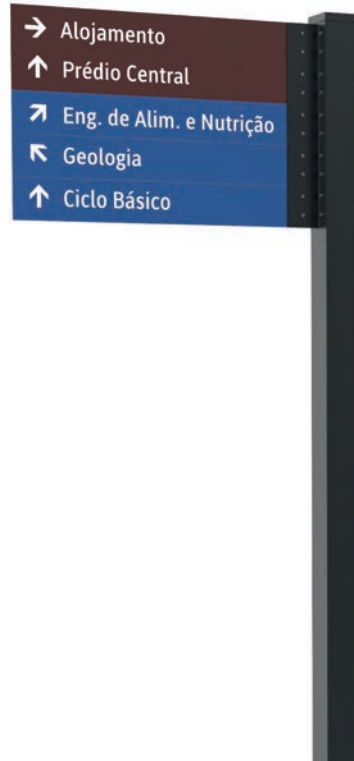 → Alojamento
↑ Prédio Central
↗ Eng. de Alim. e Nutrição
↖ Geologia
↑ Ciclo Básico